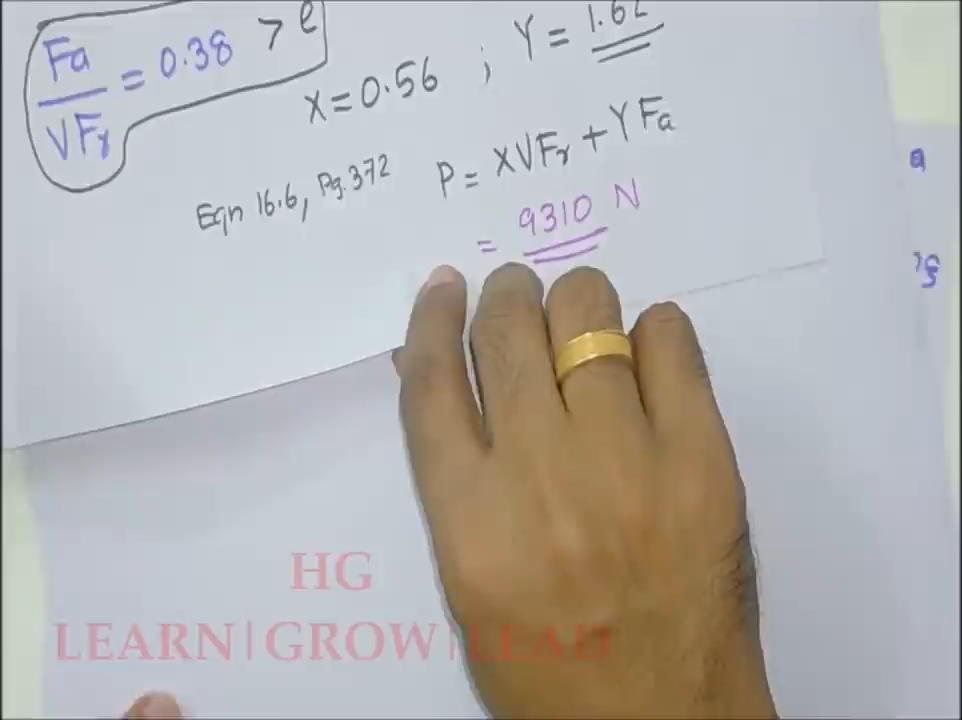 Fa/VFr = 0.38 > e
X = 0.56 ; Y = 1.62
Eqn 16.6, Pg. 372 P = XVFr + YFa
= 9310 N
HG
LEARN|GROW|LEAD